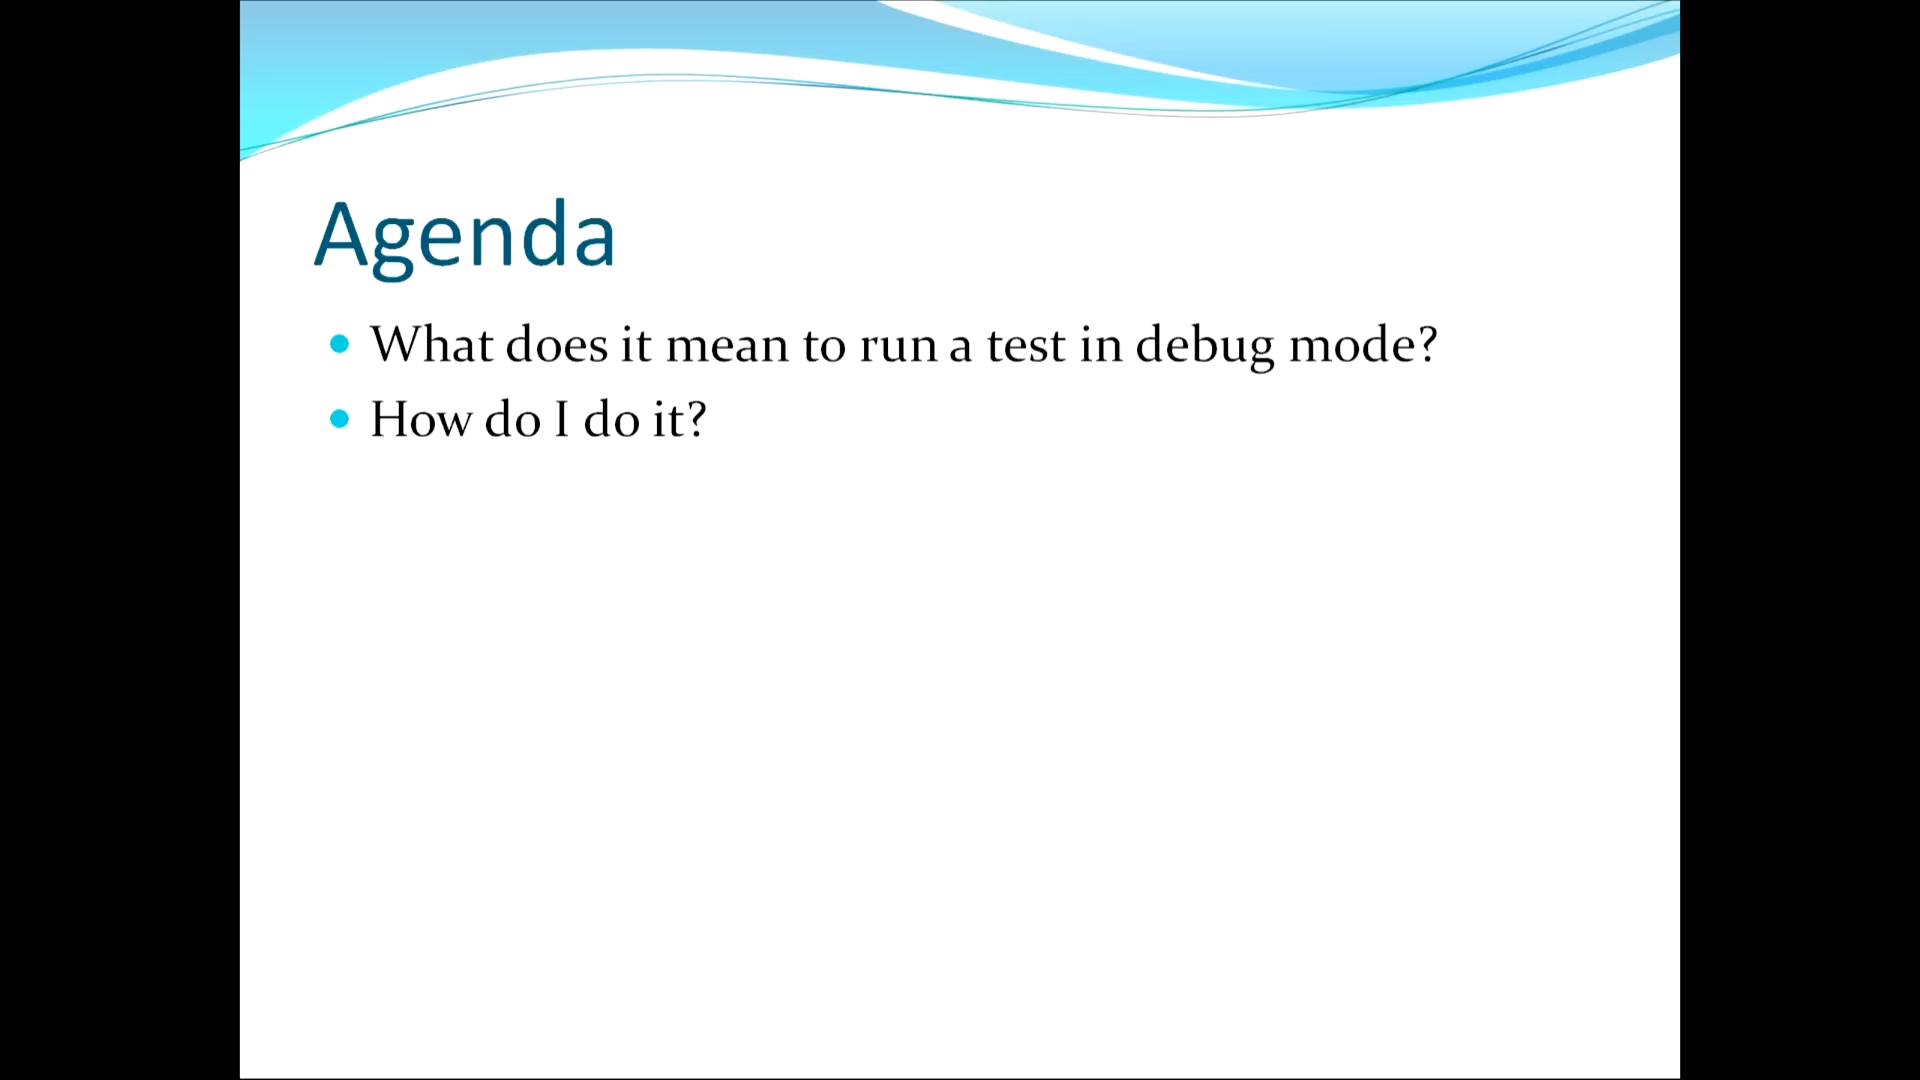 Agenda
What does it mean to run a test in debug mode?
How do I do it?